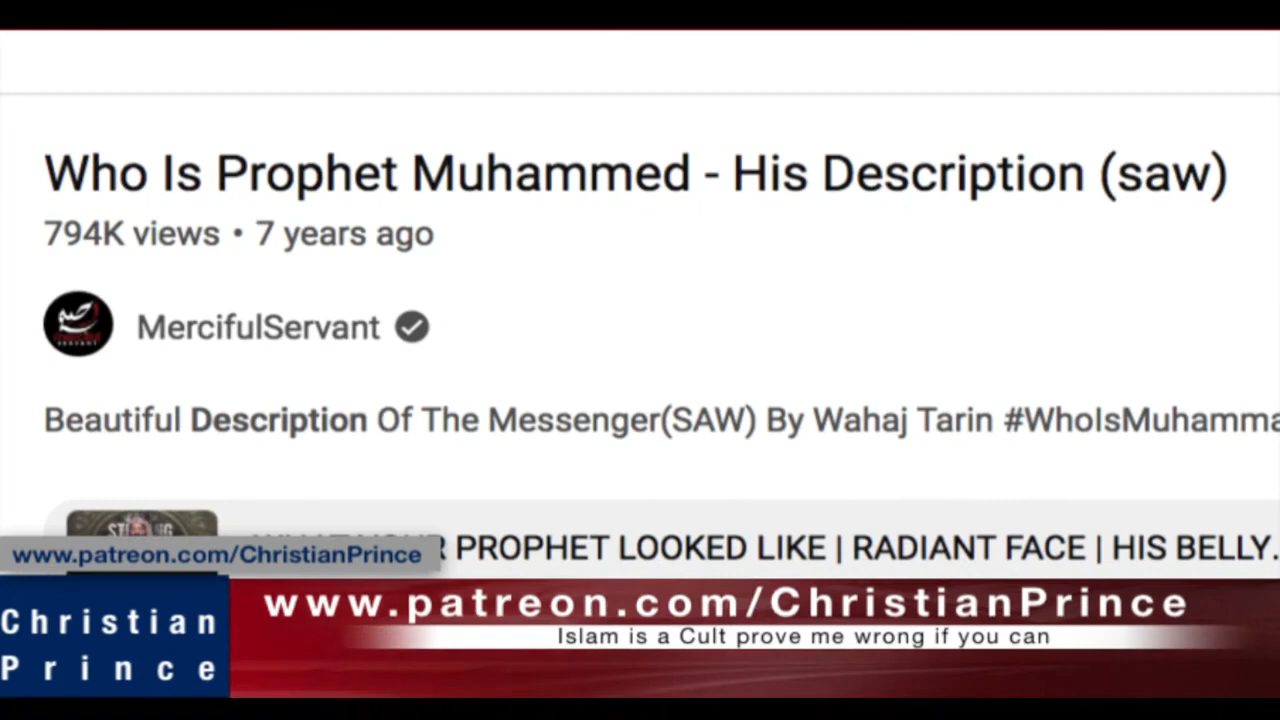 Who Is Prophet Muhammed - His Description (saw)
794K views • 7 years ago
MercifulServant
Beautiful Description Of The Messenger(SAW) By Wahaj Tarin #WhoIsMuhamma
PROPHET LOOKED LIKE | RADIANT FACE | HIS BELLY.
www.patreon.com/ChristianPrince
Christian
Prince
www.patreon.com/ChristianPrince
Islam is a Cult prove me wrong if you can